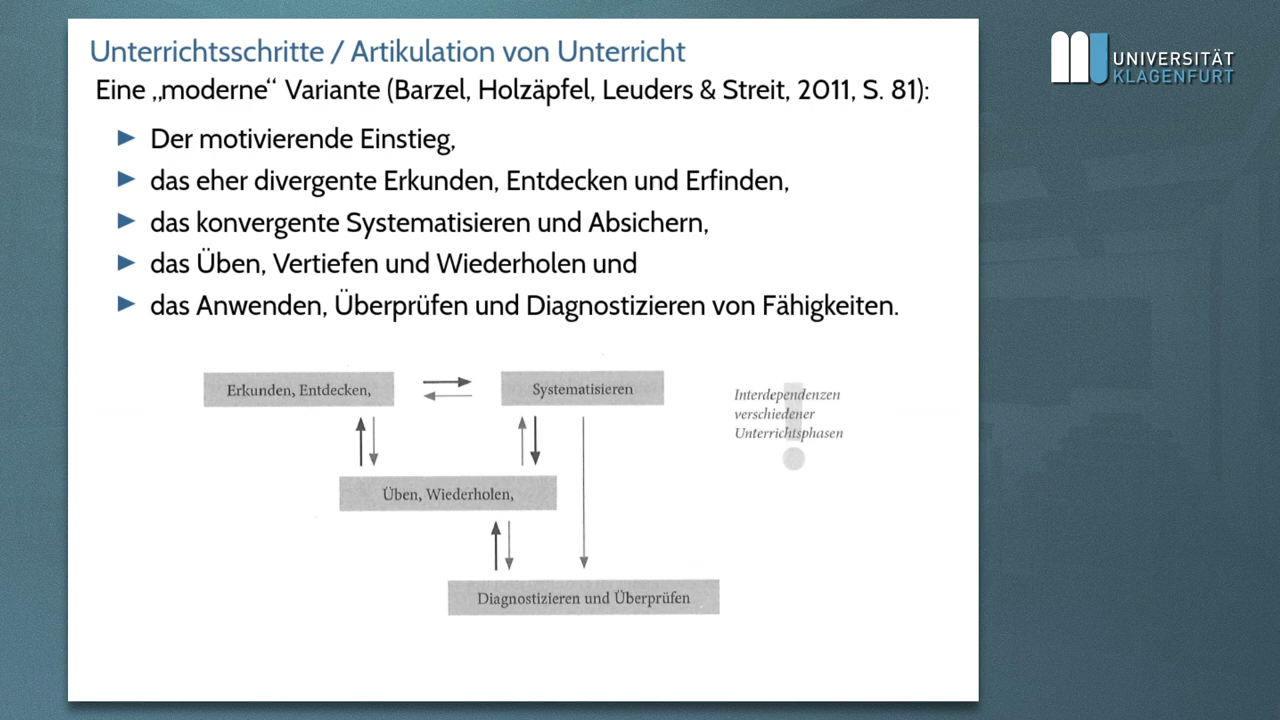 Unterrichtsschritte / Artikulation von Unterricht
Eine „moderne“ Variante (Barzel, Holzäpfel, Leuders & Streit, 2011, S. 81):
Der motivierende Einstieg,
das eher divergente Erkunden, Entdecken und Erfinden,
das konvergente Systematisieren und Absichern,
das Üben, Vertiefen und Wiederholen und
das Anwenden, Überprüfen und Diagnostizieren von Fähigkeiten.
Erkunden, Entdecken,
Systematisieren
Interdependenzen
verschiedener
Unterrichtsphasen
!
Üben, Wiederholen,
Diagnostizieren und Überprüfen
UNIVERSITÄT
KLAGENFURT